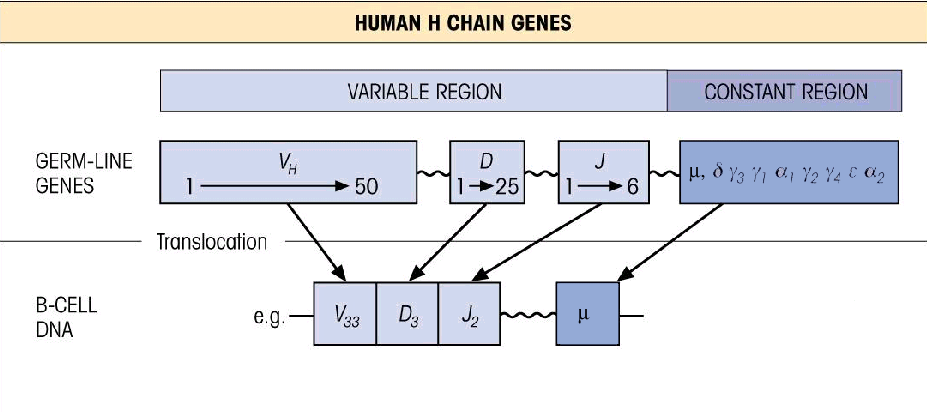 HUMAN H CHAIN GENES
VARIABLE REGION CONSTANT REGION
GERM-LINE
GENES
V_H
1 → 50
D
1 → 25
J
1 → 6
μ, δ γ3 γ1 α1 γ2 γ4 ε α2
Translocation
B-CELL
DNA
e.g. V33 D3 J2 μ